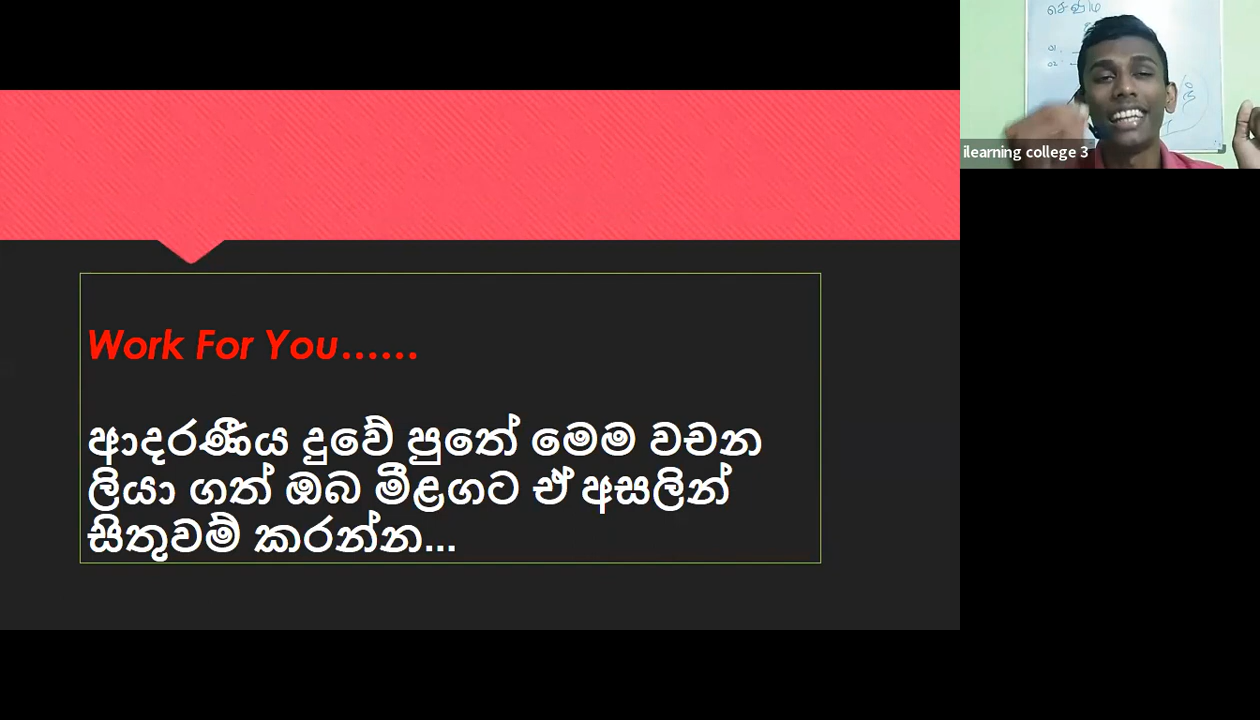 Work For You......
ආදරණීය දුවේ පුතේ මෙම වචන
ලියා ගත් ඔබ මීළගට ඒ අසලින්
සිතුවම් කරන්න...
ilearning college 3